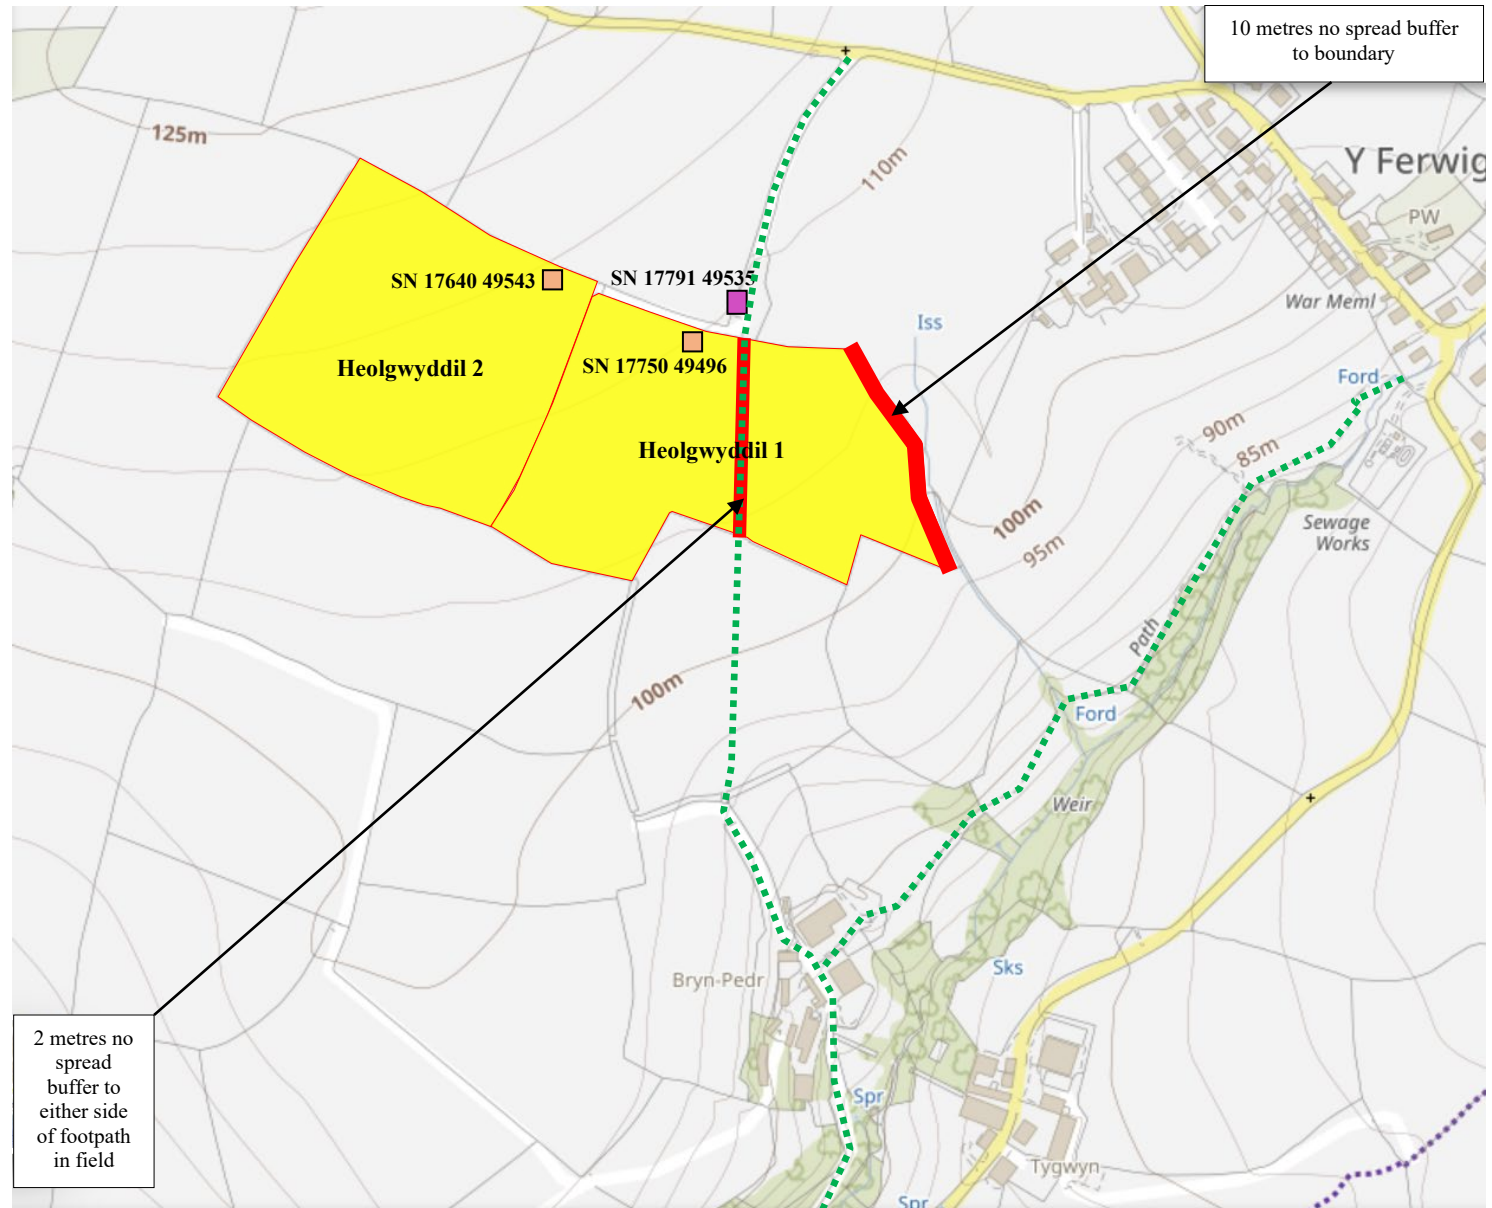 10 metres no spread buffer
to boundary
125m
110m
Y Ferwig
PW
SN 17640 49543
SN 17791 49535
War Meml
Iss
Heolgwyddil 2
SN 17750 49496
Ford
90m
85m
Heolgwyddil 1
100m
95m
Sewage
Works
Path
100m
Ford
Weir
Bryn-Pedr
Sks
2 metres no
spread
buffer to
either side
of footpath
in field
Spr
Tygwyn
Spr